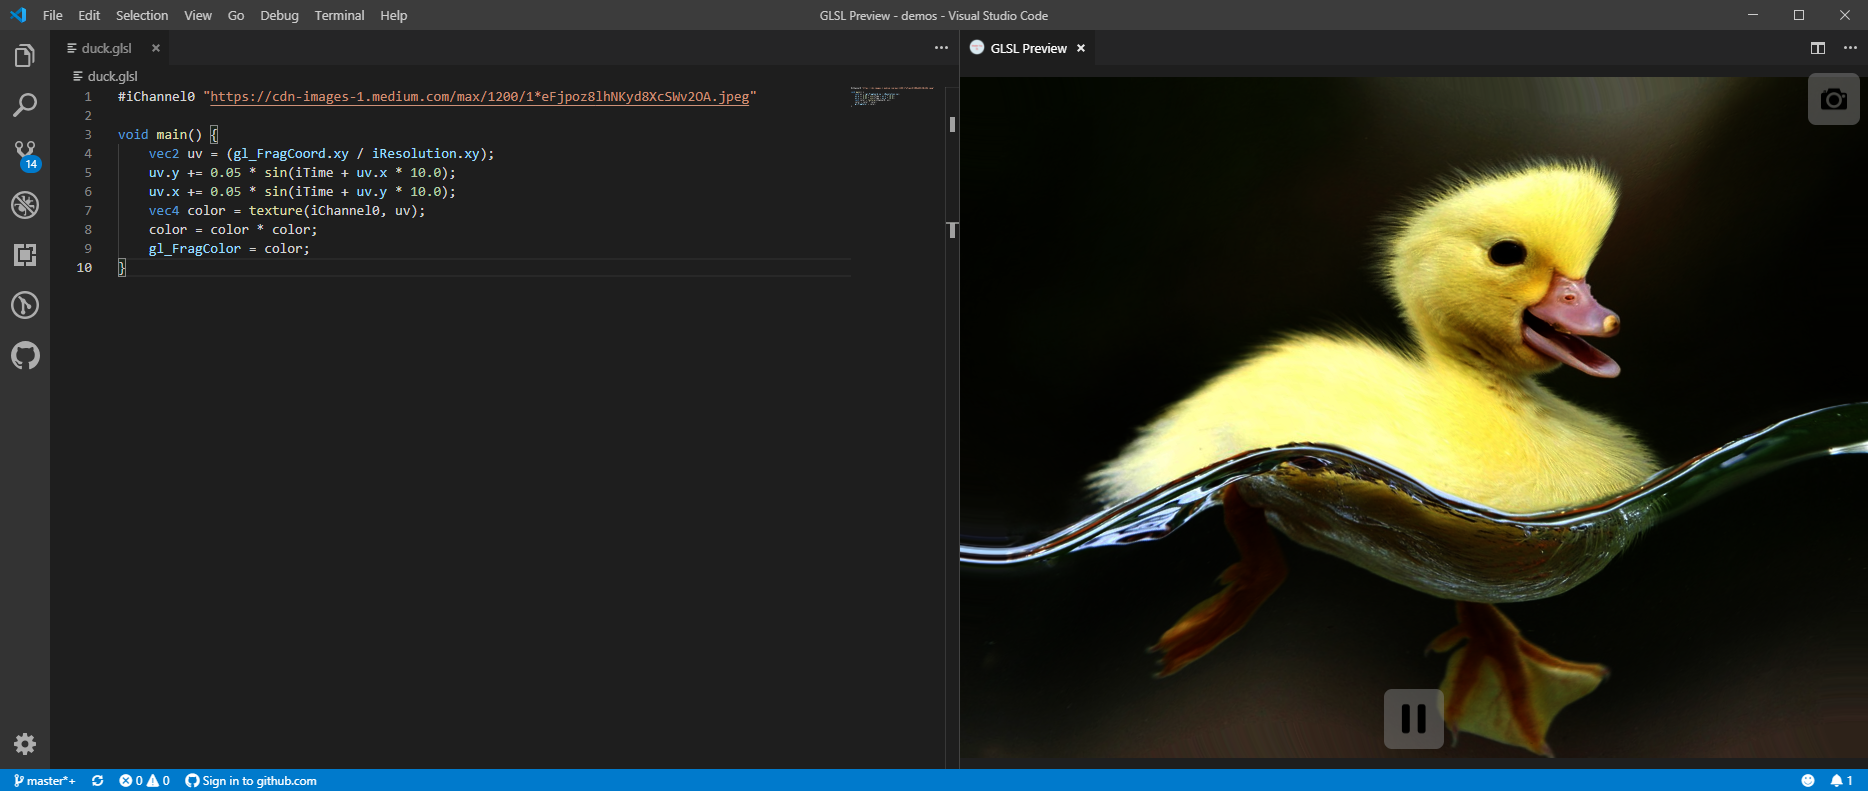 File Edit Selection View Go Debug Terminal Help
GLSL Preview - demos - Visual Studio Code
duck.glsl
GLSL Preview
duck.glsl
1 #iChannel0 "https://cdn-images-1.medium.com/max/1200/1*eFjpoz8lhNKyd8XcSWv2OA.jpeg"
2
3 void main() {
4 vec2 uv = (gl_FragCoord.xy / iResolution.xy);
5 uv.y += 0.05 * sin(iTime + uv.x * 10.0);
6 uv.x += 0.05 * sin(iTime + uv.y * 10.0);
7 vec4 color = texture(iChannel0, uv);
8 color = color * color;
9 gl_FragColor = color;
10 }
14
master*+ 0 0 Sign in to github.com 1